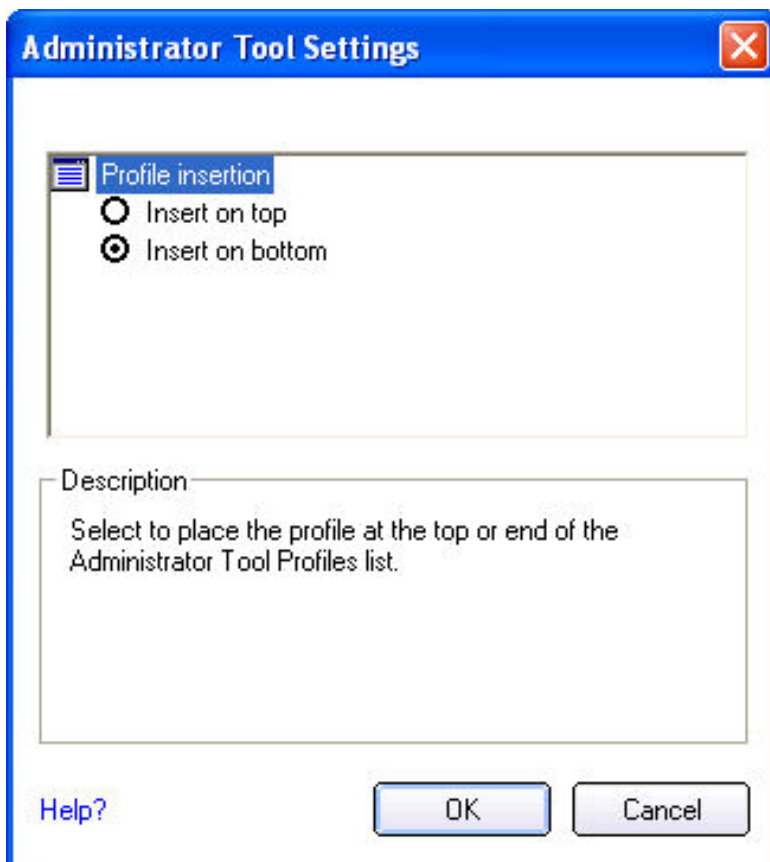 Administrator Tool Settings
Profile insertion
Insert on top
Insert on bottom
Description
Select to place the profile at the top or end of the
Administrator Tool Profiles list.
Help?
OK
Cancel